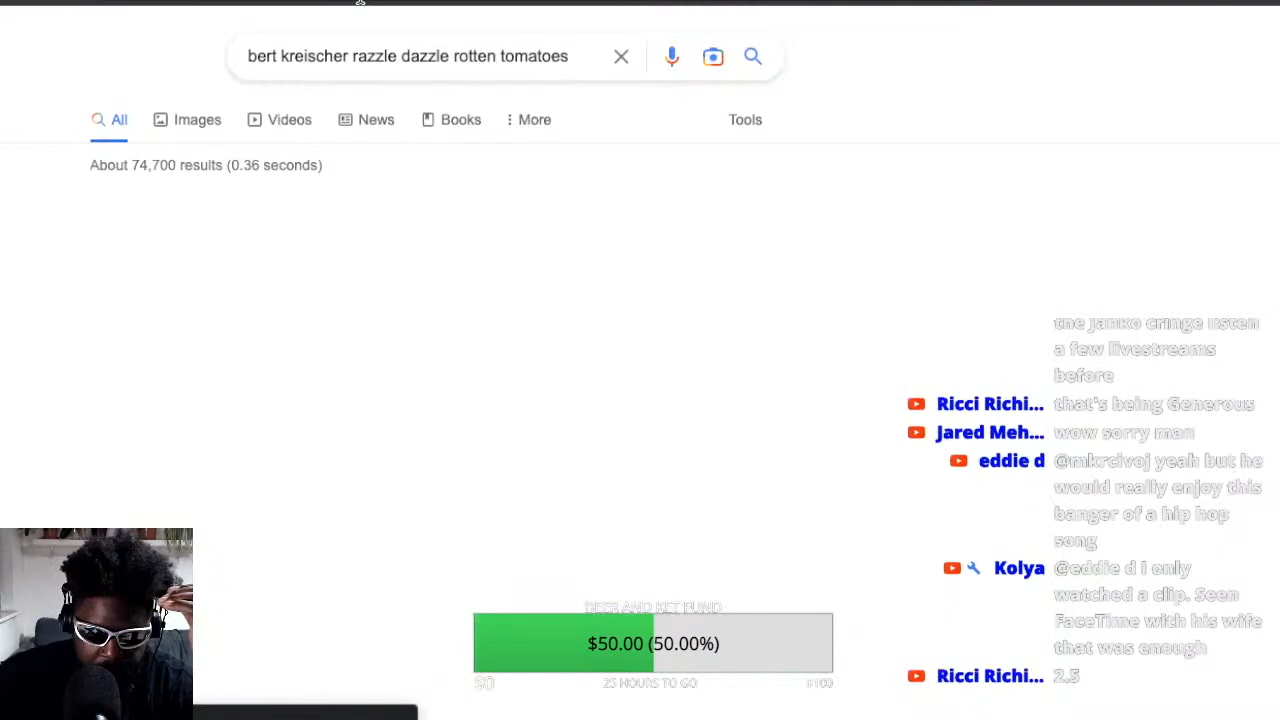 bert kreischer razzle dazzle rotten tomatoes
All Images Videos News Books More Tools
About 74,700 results (0.36 seconds)
the Janko cringe listen
a few livestreams
before
Ricci Richi... that's being Generous
Jared Meh... wow sorry man
eddie d @mkrcivoj yeah but he
would really enjoy this
banger of a hip hop
song
Kolya @eddie d i only
watched a clip. Seen
FaceTime with his wife
that was enough
Ricci Richi... 2.5
BEER AND KET FUND
$50.00 (50.00%)
$0 25 HOURS TO GO $100